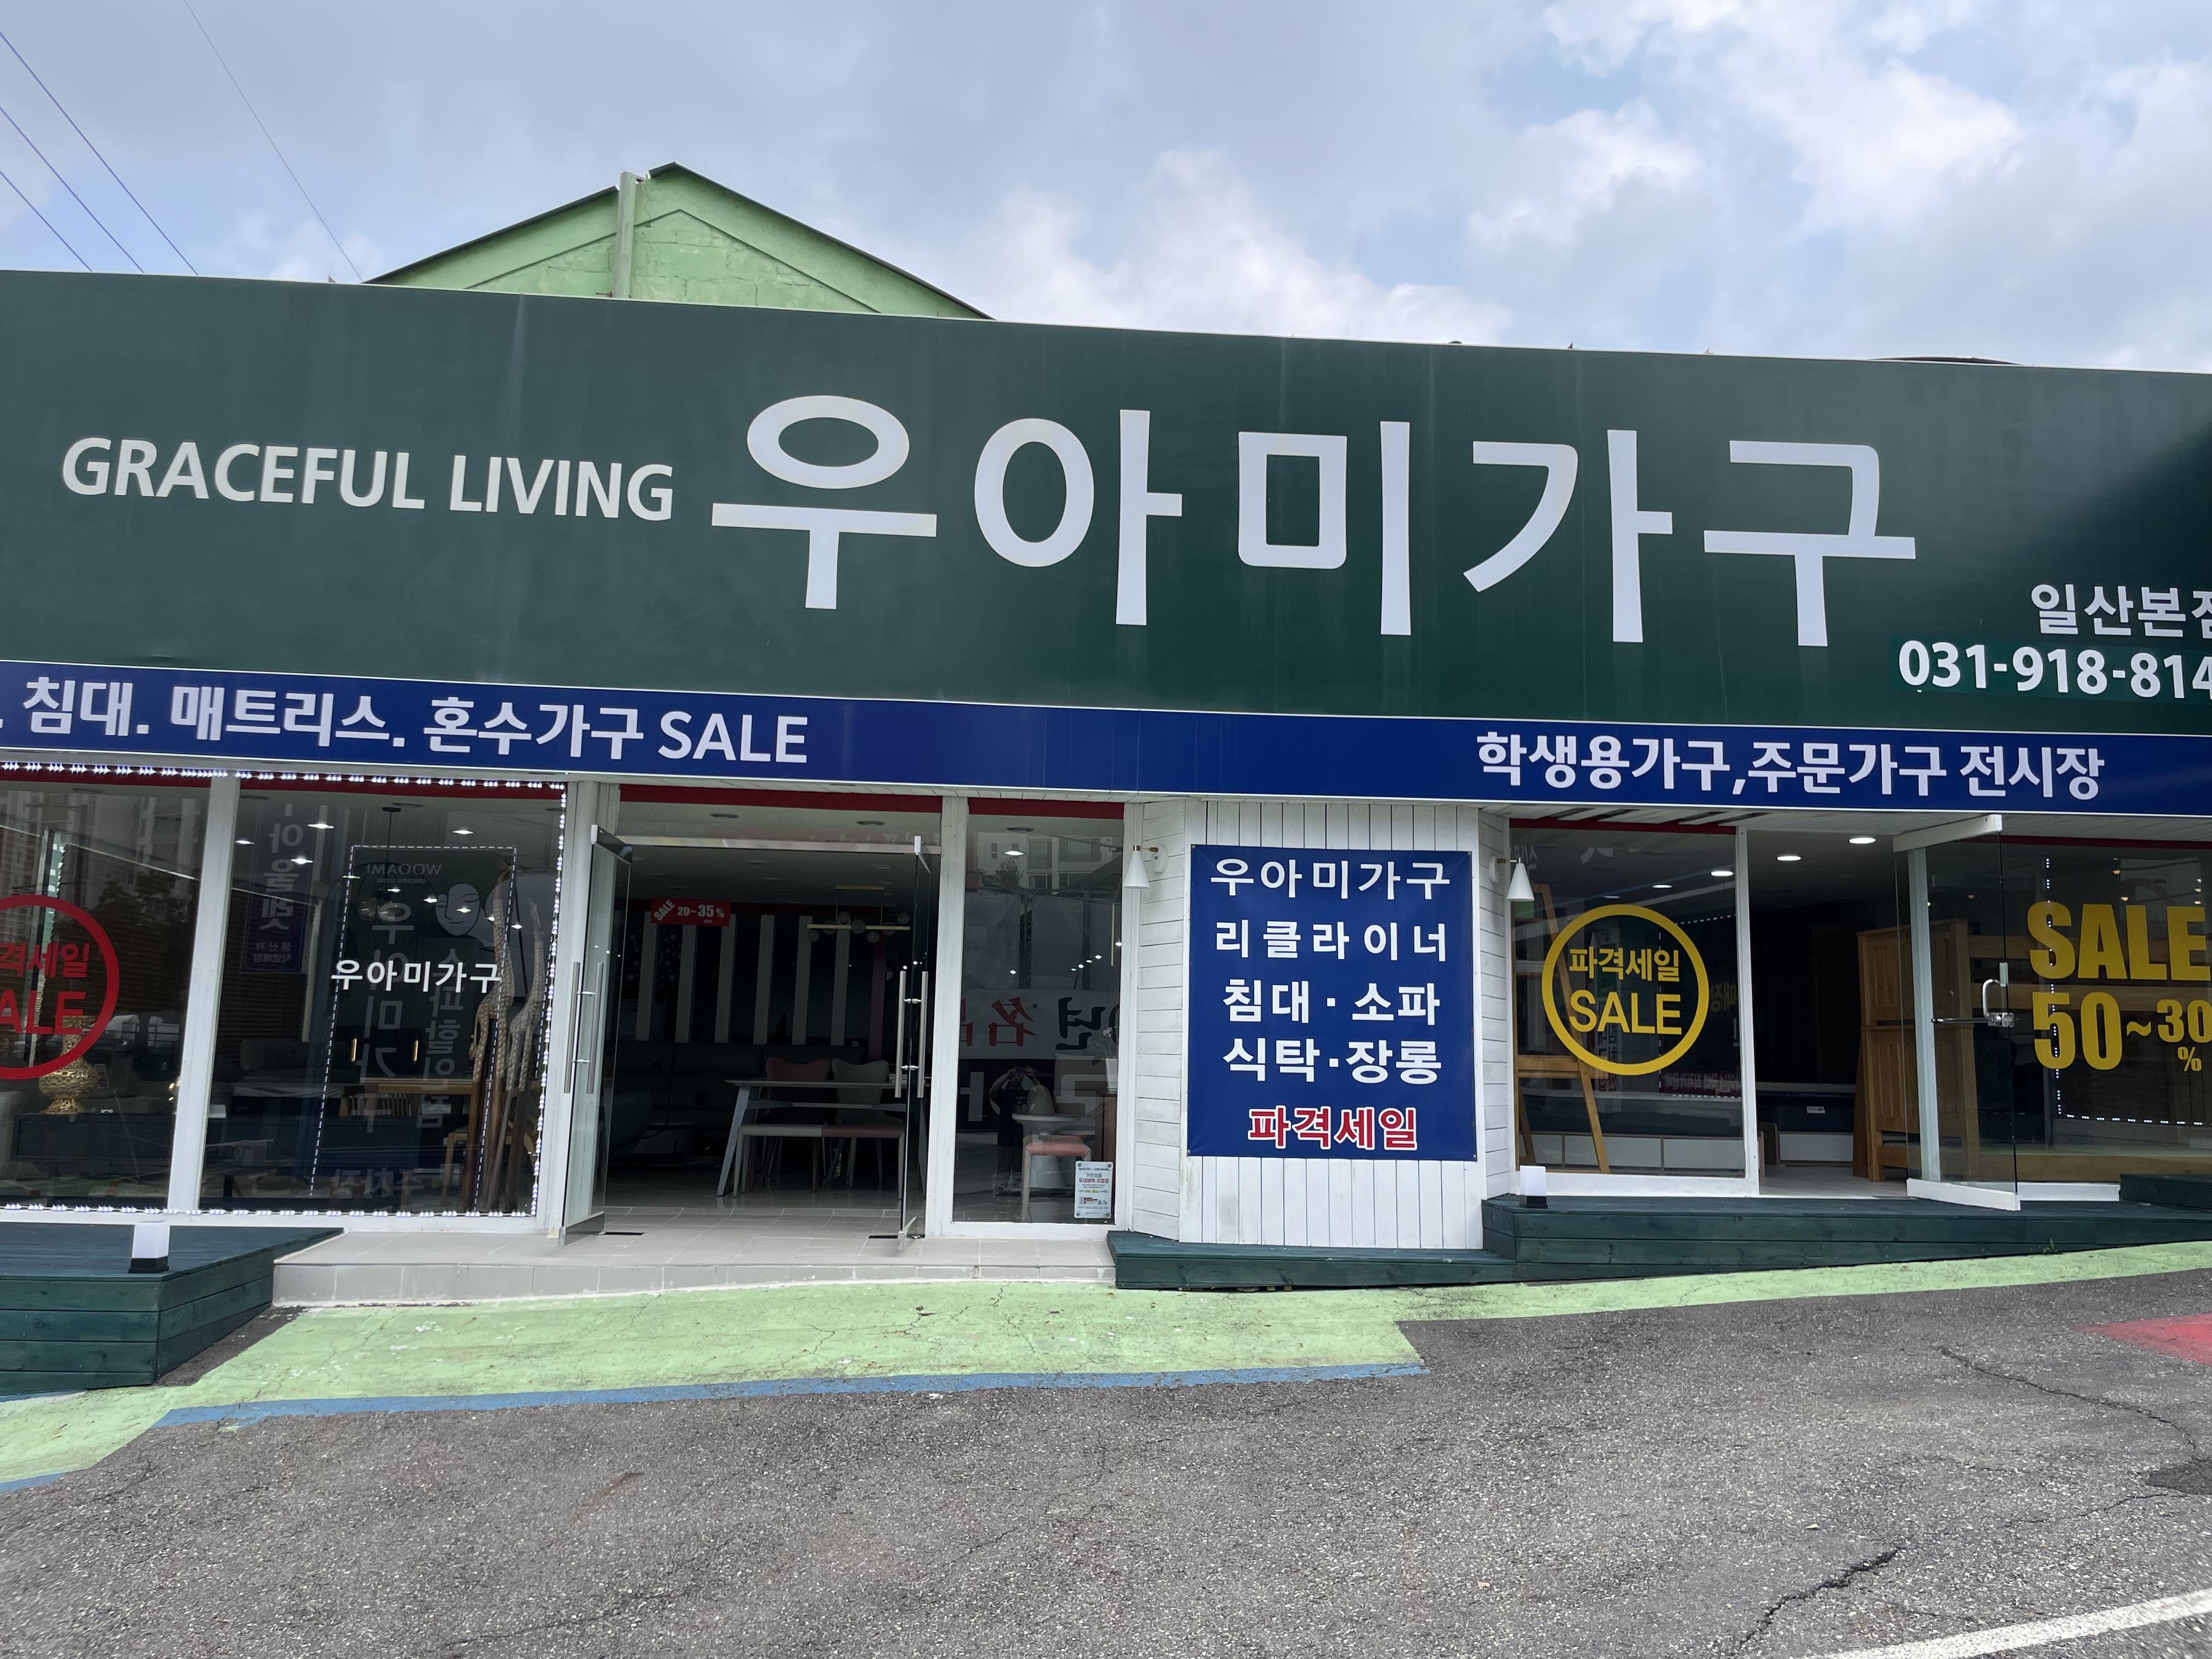 GRACEFUL LIVING 우아미가구
일산본점
031-918-814
침대. 매트리스. 혼수가구 SALE
학생용가구,주문가구 전시장
격세일
ALE
WOOAMI
우아미가구
SALE 20~35%
우아미가구
리클라이너
침대·소파
식탁·장롱
파격세일
파격세일
SALE
SALE
50~30
%